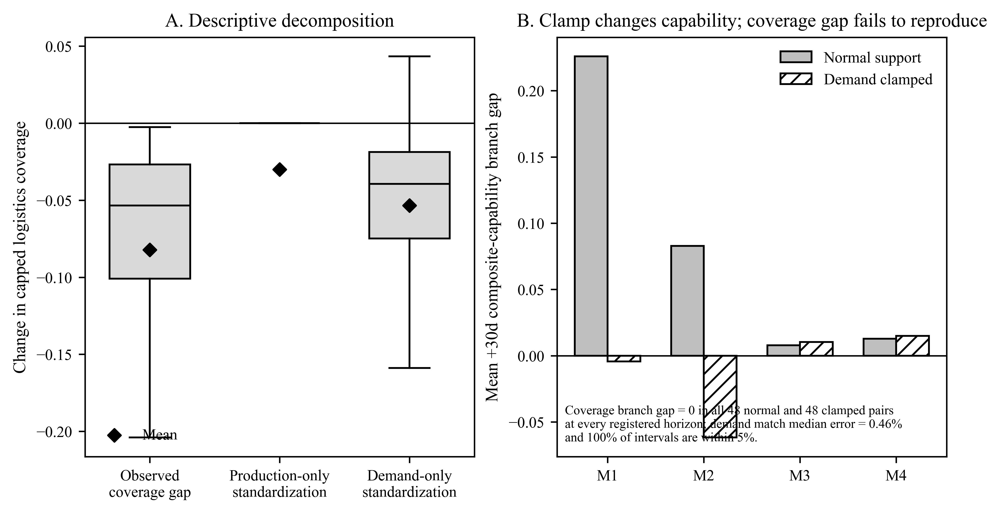 A. Descriptive decomposition
Change in capped logistics coverage
0.05
0.00
−0.05
−0.10
−0.15
−0.20
Mean
Observed
coverage gap
Production-only
standardization
Demand-only
standardization
B. Clamp changes capability; coverage gap fails to reproduce
Mean +30d composite-capability branch gap
0.20
0.15
0.10
0.05
0.00
−0.05
Normal support
Demand clamped
Coverage branch gap = 0 in all 48 normal and 48 clamped pairs
at every registered horizon; demand match median error = 0.46%
and 100% of intervals are within 5%.
M1
M2
M3
M4